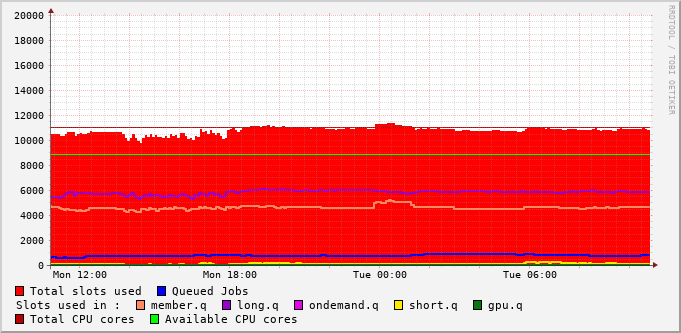 RRDTOOL / TOBI OETIKER
20000
18000
16000
14000
12000
10000
8000
6000
4000
2000
0
Mon 12:00 Mon 18:00 Tue 00:00 Tue 06:00
Total slots used Queued Jobs
Slots used in : member.q long.q ondemand.q short.q gpu.q
Total CPU cores Available CPU cores